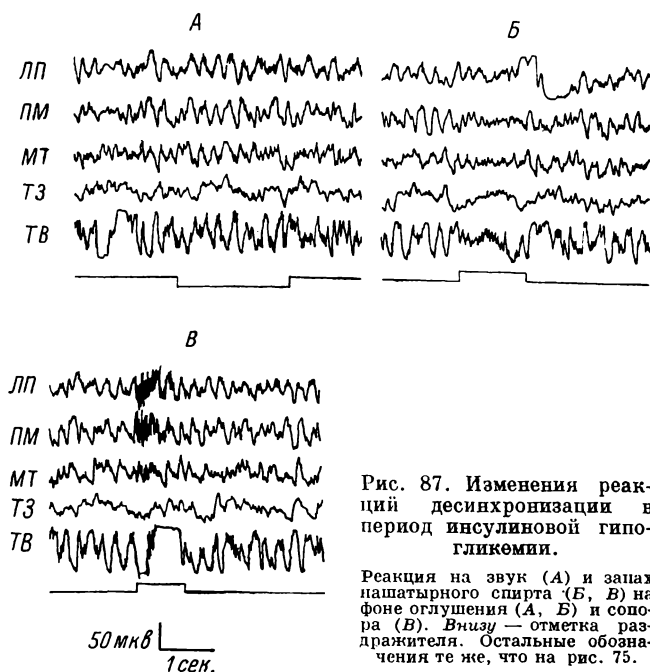 А
ЛП
ПМ
МТ
ТЗ
ТВ
Б
В
ЛП
ПМ
МТ
ТЗ
ТВ
50 мкв
1 сек.
Рис. 87. Изменения реак-
ций десинхронизации в
период инсулиновой гипо-
гликемии.
Реакция на звук (А) и запах
нашатырного спирта (Б, В) на
фоне оглушения (А, Б) и сопо-
ра (В). Внизу — отметка раз-
дражителя. Остальные обозна-
чения те же, что на рис. 75.